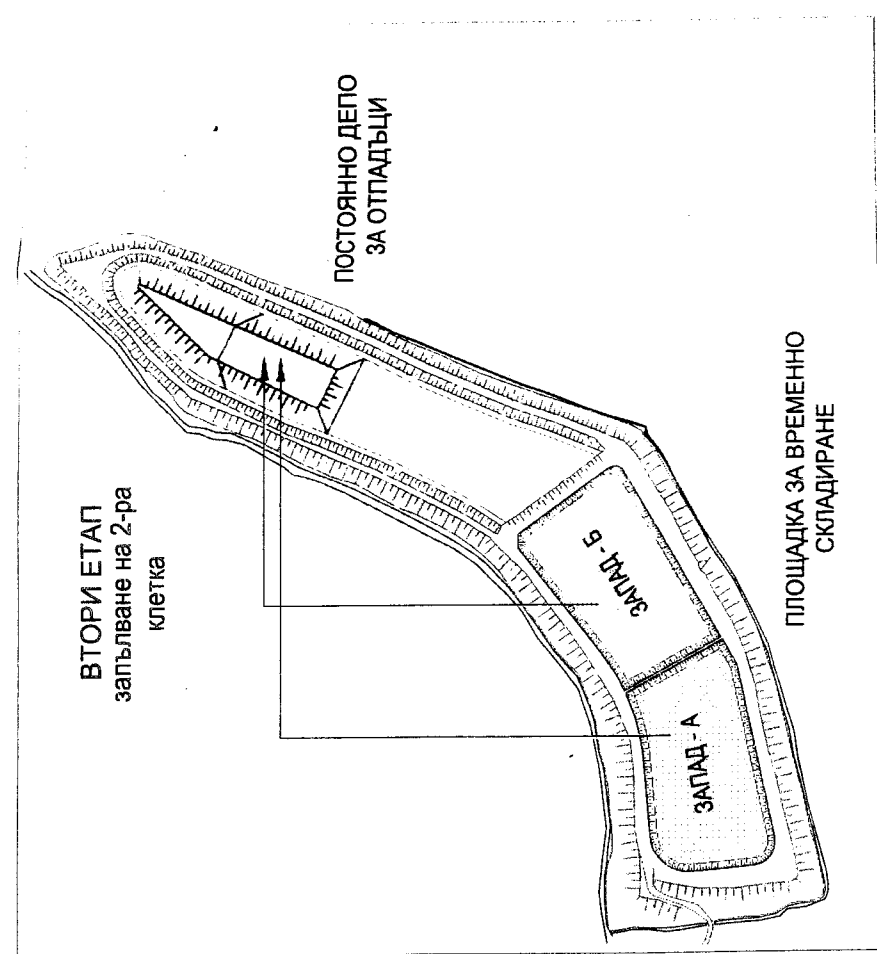 ВТОРИ ЕТАП
запълване на 2-ра
клетка
ПОСТОЯННО ДЕПО
ЗА ОТПАДЪЦИ
ЗАПАД - Б
ЗАПАД - А
ПЛОЩАДКА ЗА ВРЕМЕННО
СКЛАДИРАНЕ